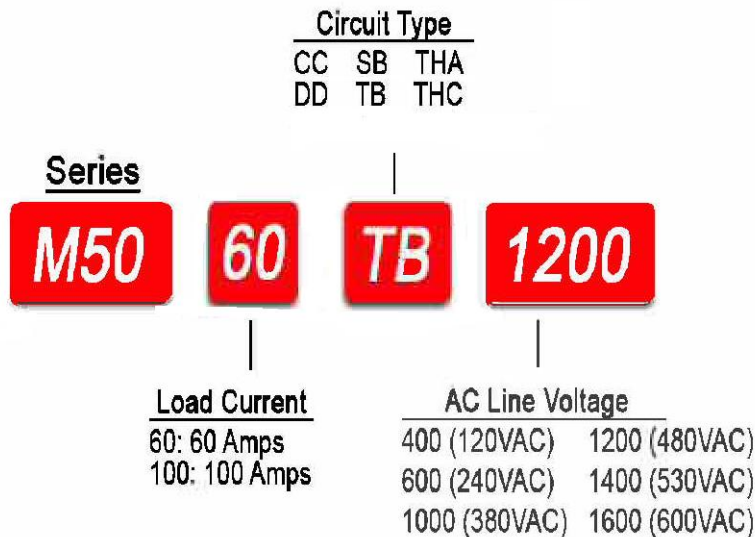 Circuit Type
CC SB THA
DD TB THC
Series
M50 60 TB 1200
Load Current
60: 60 Amps
100: 100 Amps
AC Line Voltage
400 (120VAC) 1200 (480VAC)
600 (240VAC) 1400 (530VAC)
1000 (380VAC) 1600 (600VAC)